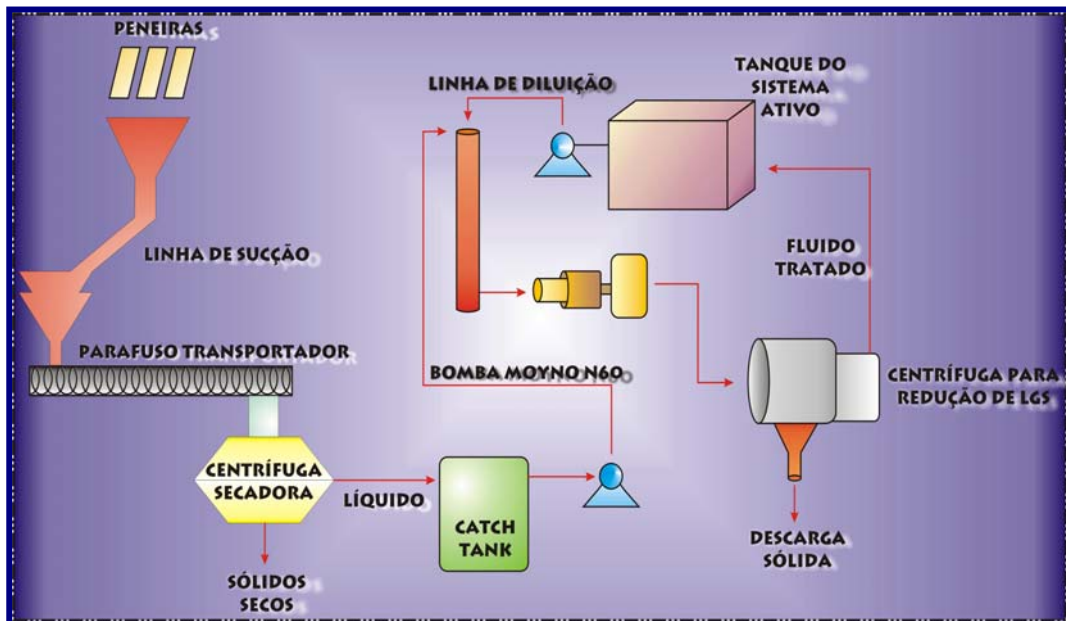 PENEIRAS
LINHA DE SUCÇÃO
PARAFUSO TRANSPORTADOR
CENTRÍFUGA
SECADORA
SÓLIDOS
SECOS
LÍQUIDO
CATCH
TANK
BOMBA MOYNO N60
LINHA DE DILUIÇÃO
TANQUE DO
SISTEMA
ATIVO
FLUIDO
TRATADO
CENTRÍFUGA PARA
REDUÇÃO DE LGS
DESCARGA
SÓLIDA